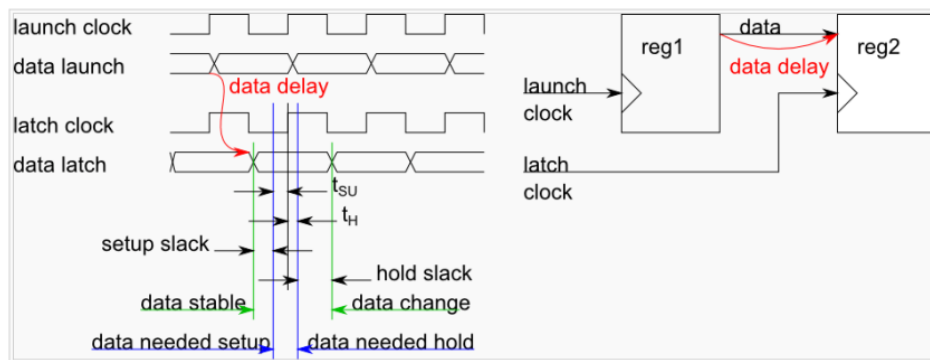 launch clock
data launch
data delay
latch clock
data latch
tSU
tH
setup slack
hold slack
data stable
data change
data needed setup
data needed hold
reg1
data
reg2
data delay
launch
clock
latch
clock